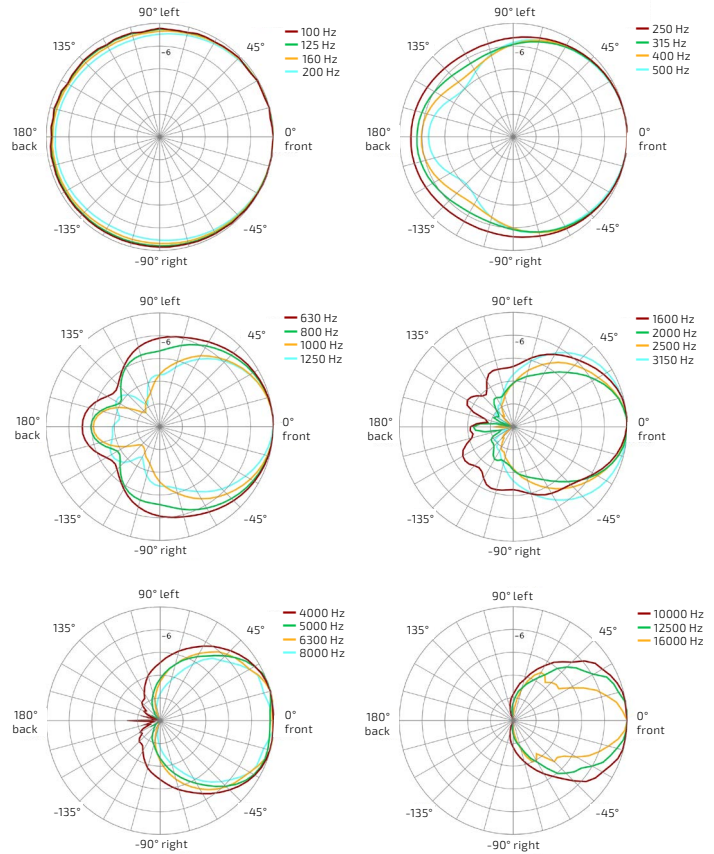 90° left
135°
45°
-6
180°
back
0°
front
-135°
-45°
-90° right
100 Hz
125 Hz
160 Hz
200 Hz
90° left
135°
45°
-6
180°
back
0°
front
-135°
-45°
-90° right
250 Hz
315 Hz
400 Hz
500 Hz
90° left
135°
45°
-6
180°
back
0°
front
-135°
-45°
-90° right
630 Hz
800 Hz
1000 Hz
1250 Hz
90° left
135°
45°
-6
180°
back
0°
front
-135°
-45°
-90° right
1600 Hz
2000 Hz
2500 Hz
3150 Hz
90° left
135°
45°
-6
180°
back
0°
front
-135°
-45°
-90° right
4000 Hz
5000 Hz
6300 Hz
8000 Hz
90° left
135°
45°
-6
180°
back
0°
front
-135°
-45°
-90° right
10000 Hz
12500 Hz
16000 Hz